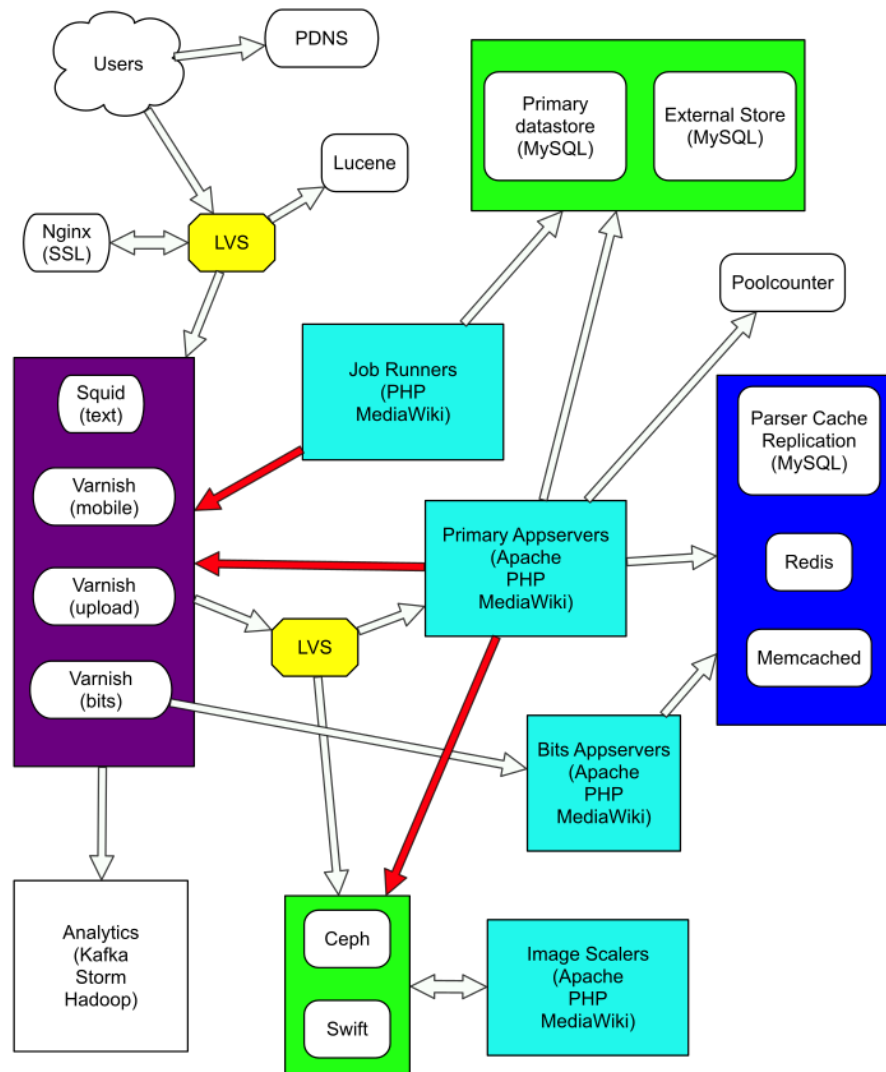 PDNS
Users
Primary
datastore
(MySQL)
External Store
(MySQL)
Lucene
Nginx
(SSL)
LVS
Poolcounter
Job Runners
(PHP
MediaWiki)
Squid
(text)
Parser Cache
Replication
(MySQL)
Varnish
(mobile)
Primary Appservers
(Apache
PHP
MediaWiki)
Redis
Varnish
(upload)
LVS
Memcached
Varnish
(bits)
Bits Appservers
(Apache
PHP
MediaWiki)
Analytics
(Kafka
Storm
Hadoop)
Ceph
Swift
Image Scalers
(Apache
PHP
MediaWiki)